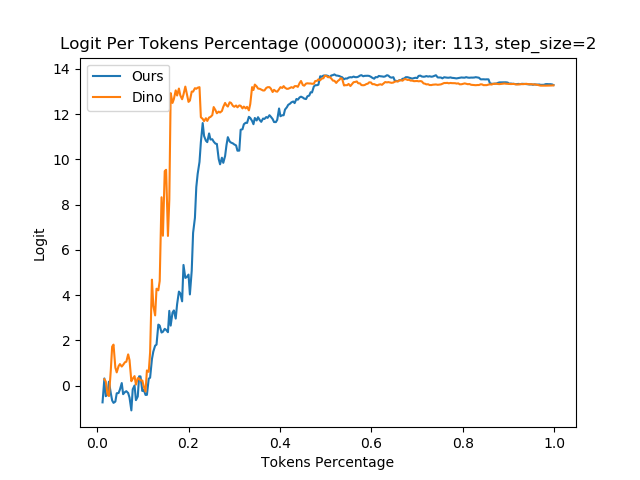 Logit Per Tokens Percentage (00000003); iter: 113, step_size=2
Ours
Dino
14
12
10
8
6
4
2
0
Logit
0.0 0.2 0.4 0.6 0.8 1.0
Tokens Percentage